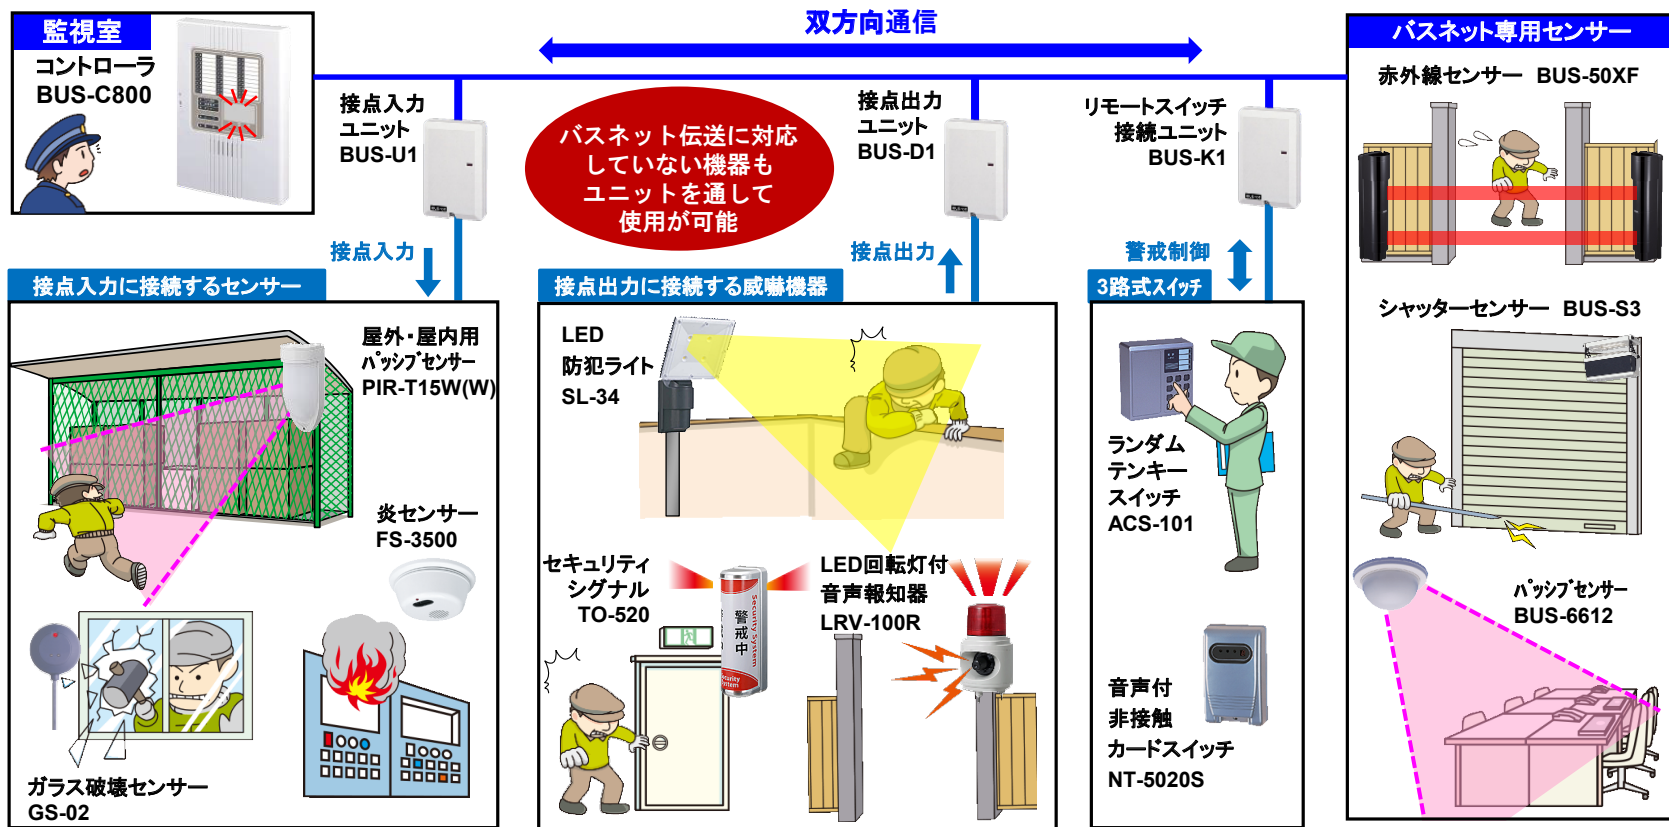 監視室
コントローラ
BUS-C800
双方向通信
接点入力
ユニット
BUS-U1
バスネット伝送に対応
していない機器も
ユニットを通して
使用が可能
接点出力
ユニット
BUS-D1
リモートスイッチ
接続ユニット
BUS-K1
接点入力
接点出力
警戒制御
接点入力に接続するセンサー
屋外・屋内用
パッシブセンサー
PIR-T15W(W)
炎センサー
FS-3500
ガラス破壊センサー
GS-02
接点出力に接続する威嚇機器
LED
防犯ライト
SL-34
セキュリティ
シグナル
TO-520
Security System
警戒中
Security
System
LED回転灯付
音声報知器
LRV-100R
3路式スイッチ
ランダム
テンキー
スイッチ
ACS-101
音声付
非接触
カードスイッチ
NT-5020S
バスネット専用センサー
赤外線センサー BUS-50XF
シャッターセンサー BUS-S3
パッシブセンサー
BUS-6612